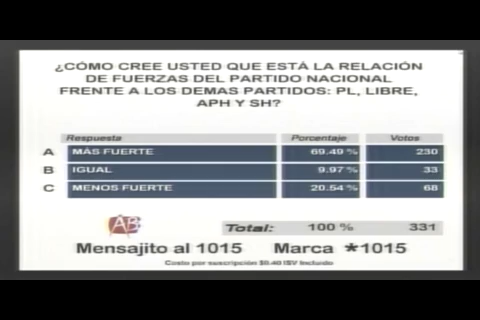 ¿CÓMO CREE USTED QUE ESTÁ LA RELACIÓN
DE FUERZAS DEL PARTIDO NACIONAL
FRENTE A LOS DEMAS PARTIDOS: PL, LIBRE,
APH Y SH?
Respuesta Porcentaje Votos
A MÁS FUERTE 69.49 % 230
B IGUAL 9.97 % 33
C MENOS FUERTE 20.54 % 68
AB
Total: 100 % 331
Mensajito al 1015 Marca *1015
Costo por suscripción $0.40 ISV Incluido